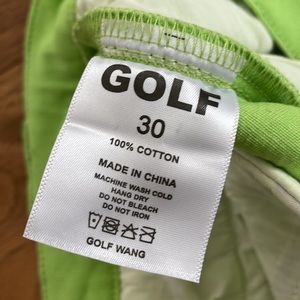 GOLF
30
100% COTTON
MADE IN CHINA
MACHINE WASH COLD
HANG DRY
DO NOT BLEACH
DO NOT IRON
GOLF WANG